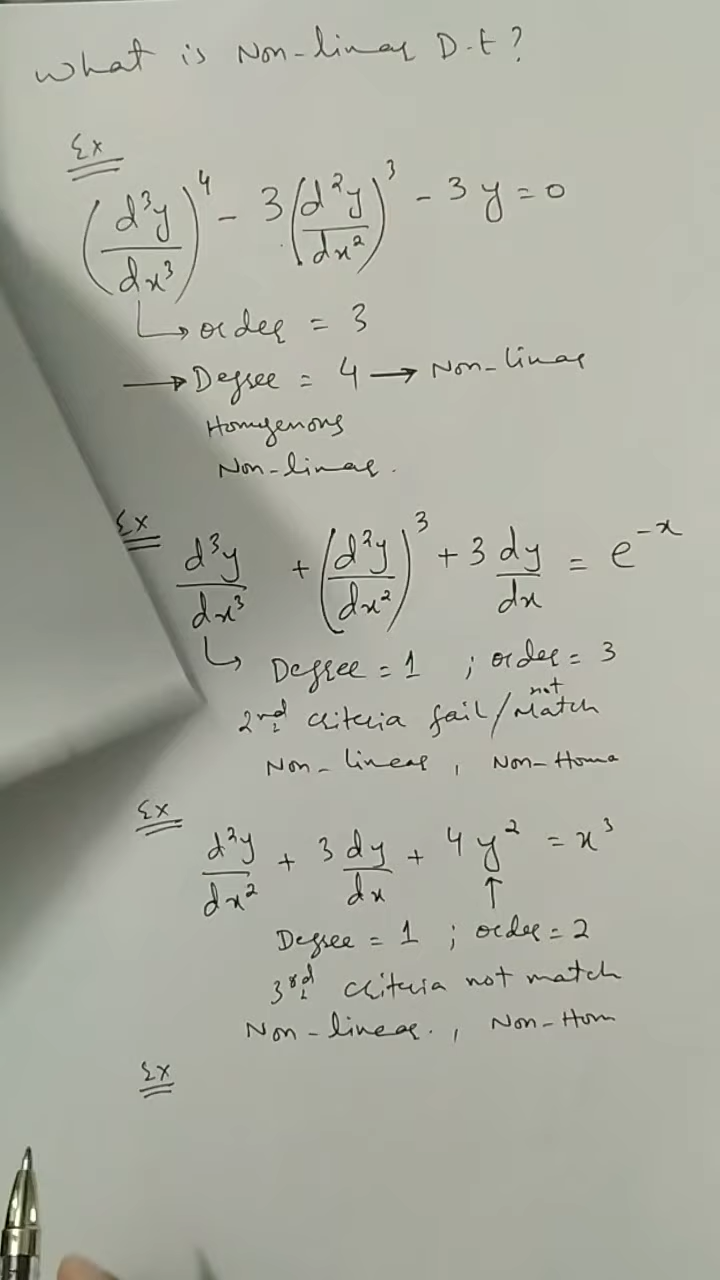 What is Non-linear D.E?
Ex
(d³y/dx³)⁴ - 3(d²y/dx²)³ - 3y = 0
↳ order = 3
→ Degree = 4 → Non-linear
Homogenous
Non-linear.
Ex
d³y/dx³ + (d²y/dx²)³ + 3 dy/dx = e⁻ˣ
↳ Degree = 1 ; order = 3
2nd criteria fail/not Match
Non-linear, Non-Homo
Ex
d²y/dx² + 3 dy/dx + 4y² = x³
↑
Degree = 1 ; order = 2
3rd criteria not match
Non-linear., Non-Hom
Ex